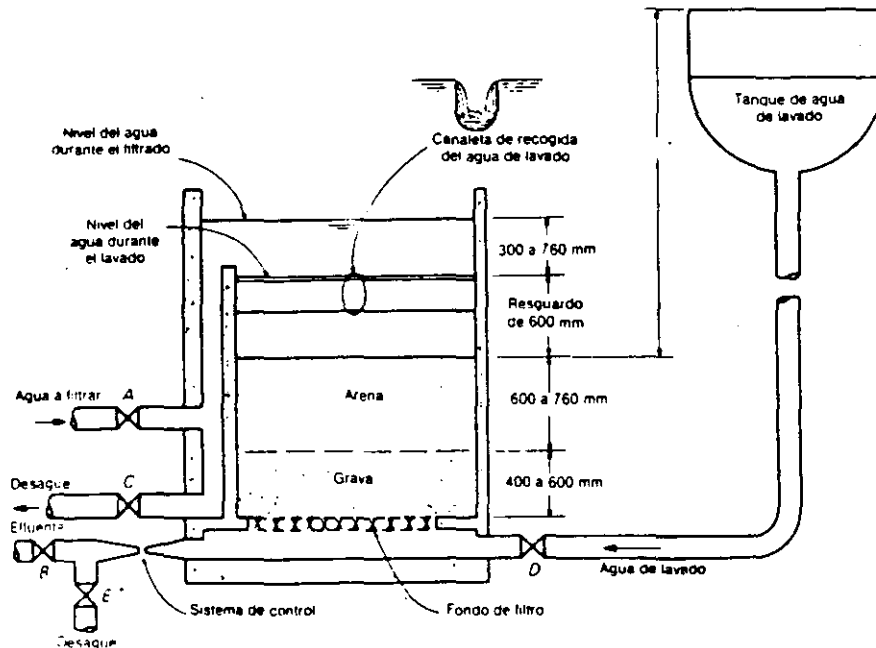 Nivel del agua
durante el filtrado
Canaleta de recogida
del agua de lavado
Tanque de agua
de lavado
Nivel del
agua durante
el lavado
300 a 760 mm
Resguardo
de 600 mm
Agua a filtrar
A
Arena
600 a 760 mm
Desague
C
Grava
400 a 600 mm
Efluente
B
E
D
Agua de lavado
Sistema de control
Fondo de filtro
Desague